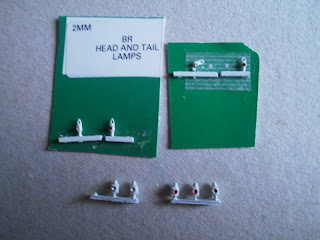 2MM
BR
HEAD AND TAIL
LAMPS